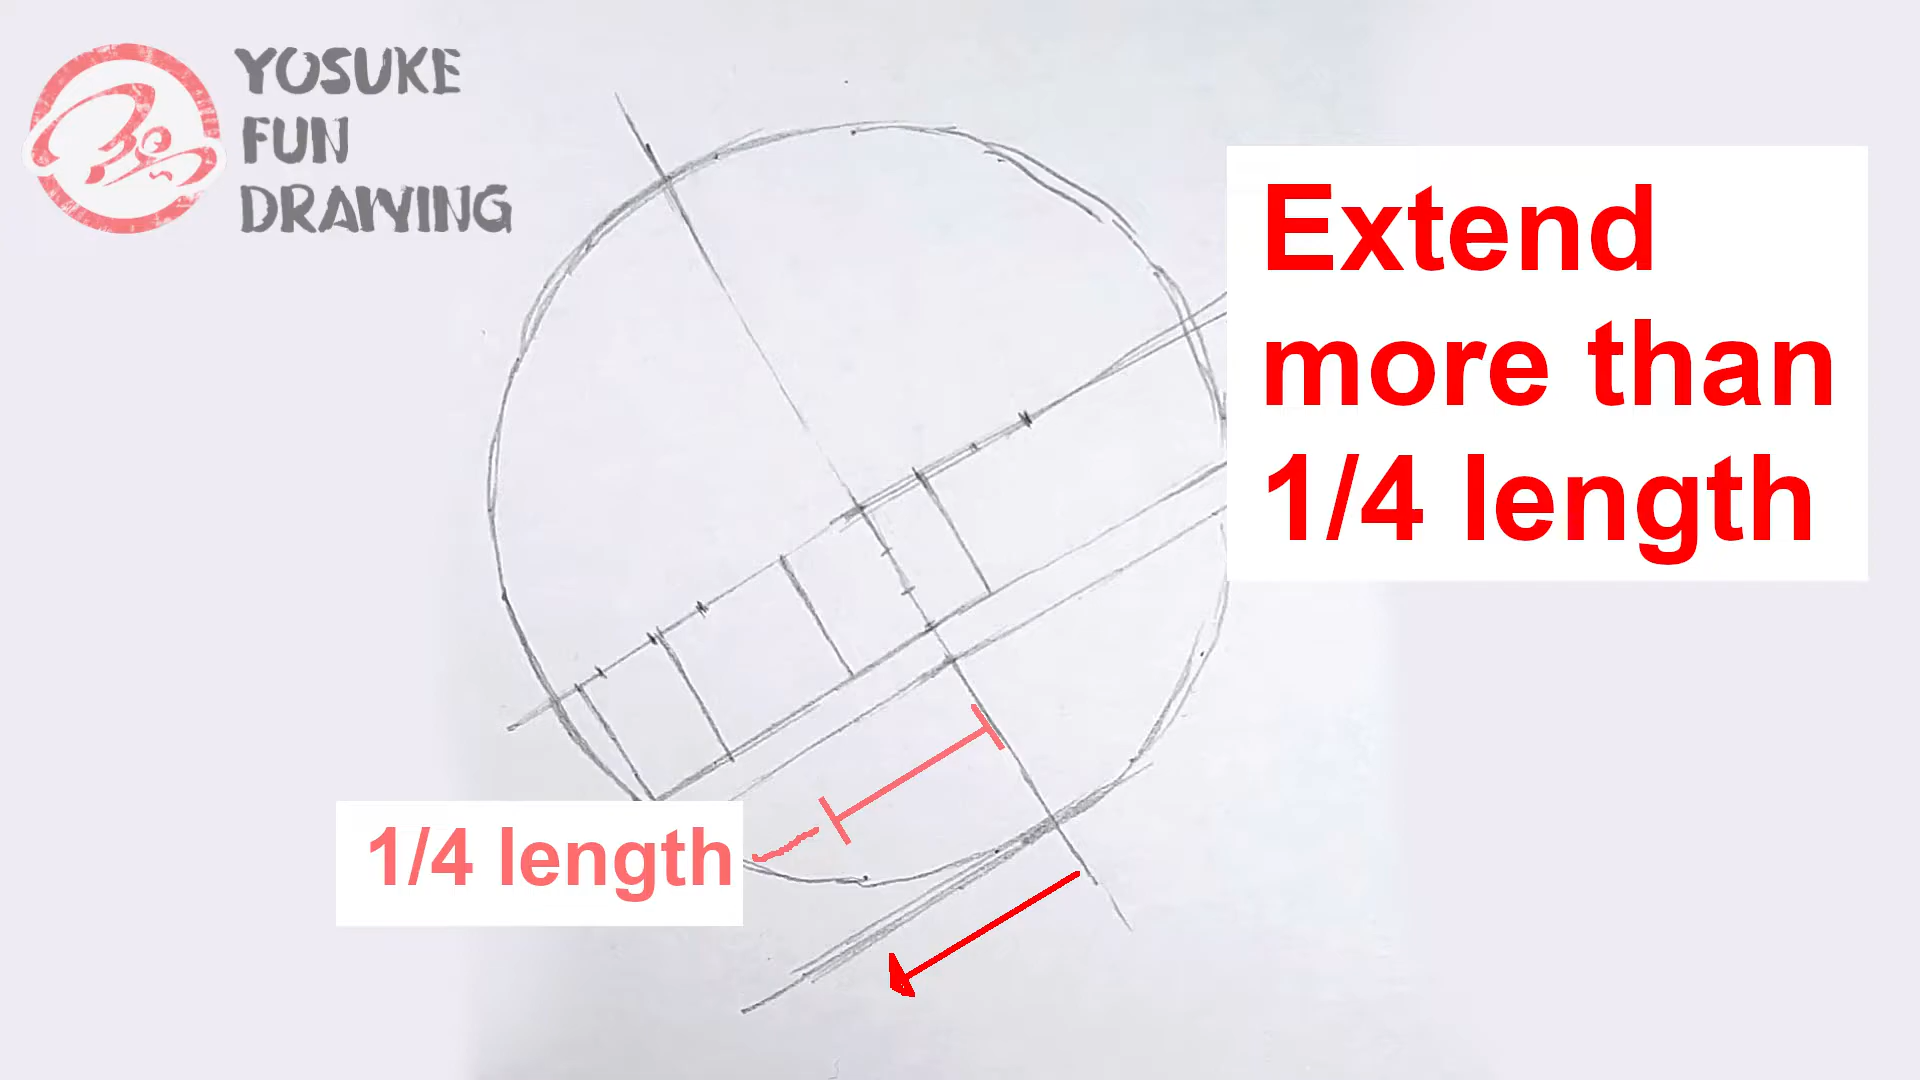 YOSUKE
FUN
DRAWING
Extend
more than
1/4 length
1/4 length